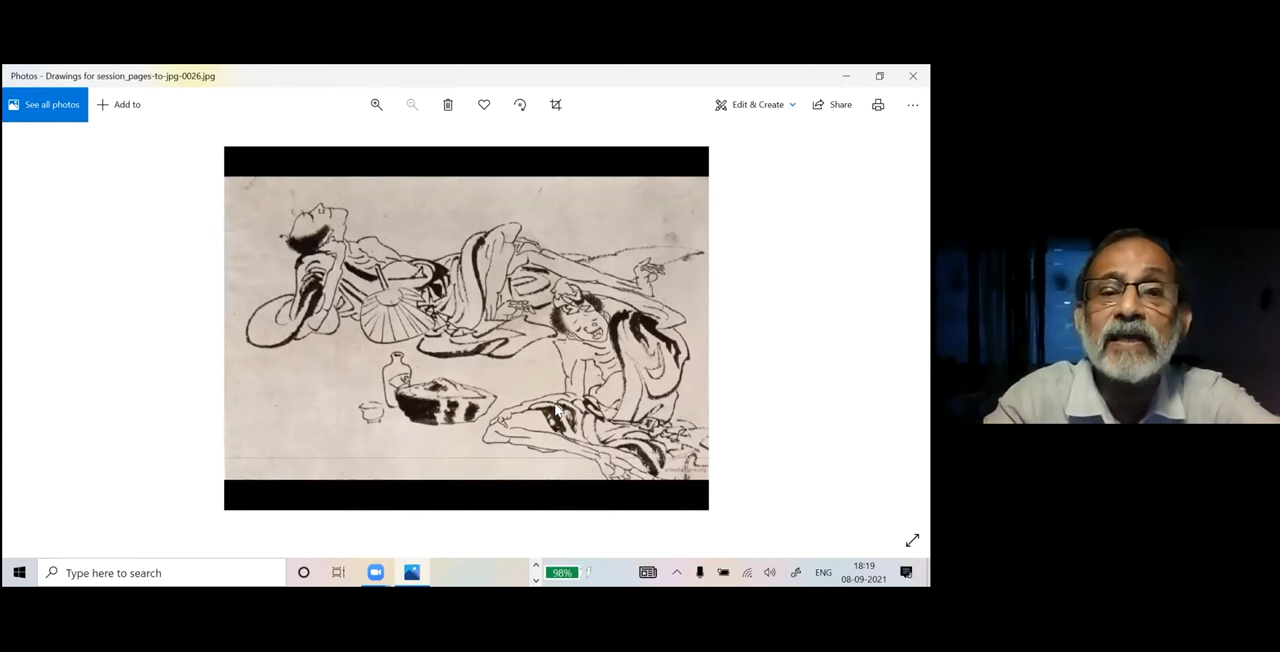 Photos - Drawings for session_pages-to-jpg-0026.jpg
See all photos
Add to
Edit & Create
Share
Type here to search
98%
ENG
18:19
08-09-2021